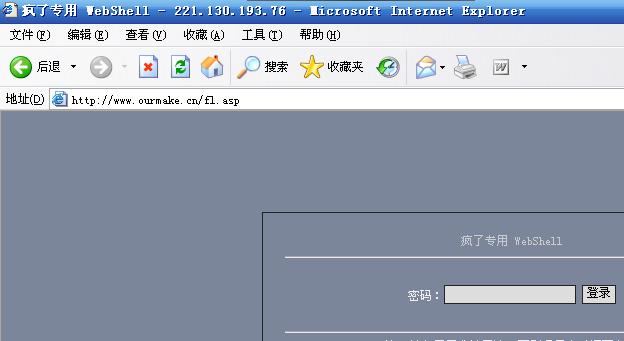 疯了专用 WebShell - 221.130.193.76 - Microsoft Internet Explorer
文件(F) 编辑(E) 查看(V) 收藏(A) 工具(T) 帮助(H)
后退 搜索 收藏夹
地址(D) http://www.ourmake.cn/fl.asp
疯了专用 WebShell
密码: 登录